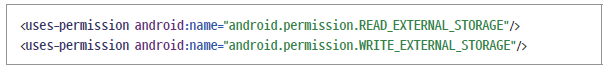 <uses-permission android:name="android.permission.READ_EXTERNAL_STORAGE"/>
<uses-permission android:name="android.permission.WRITE_EXTERNAL_STORAGE"/>